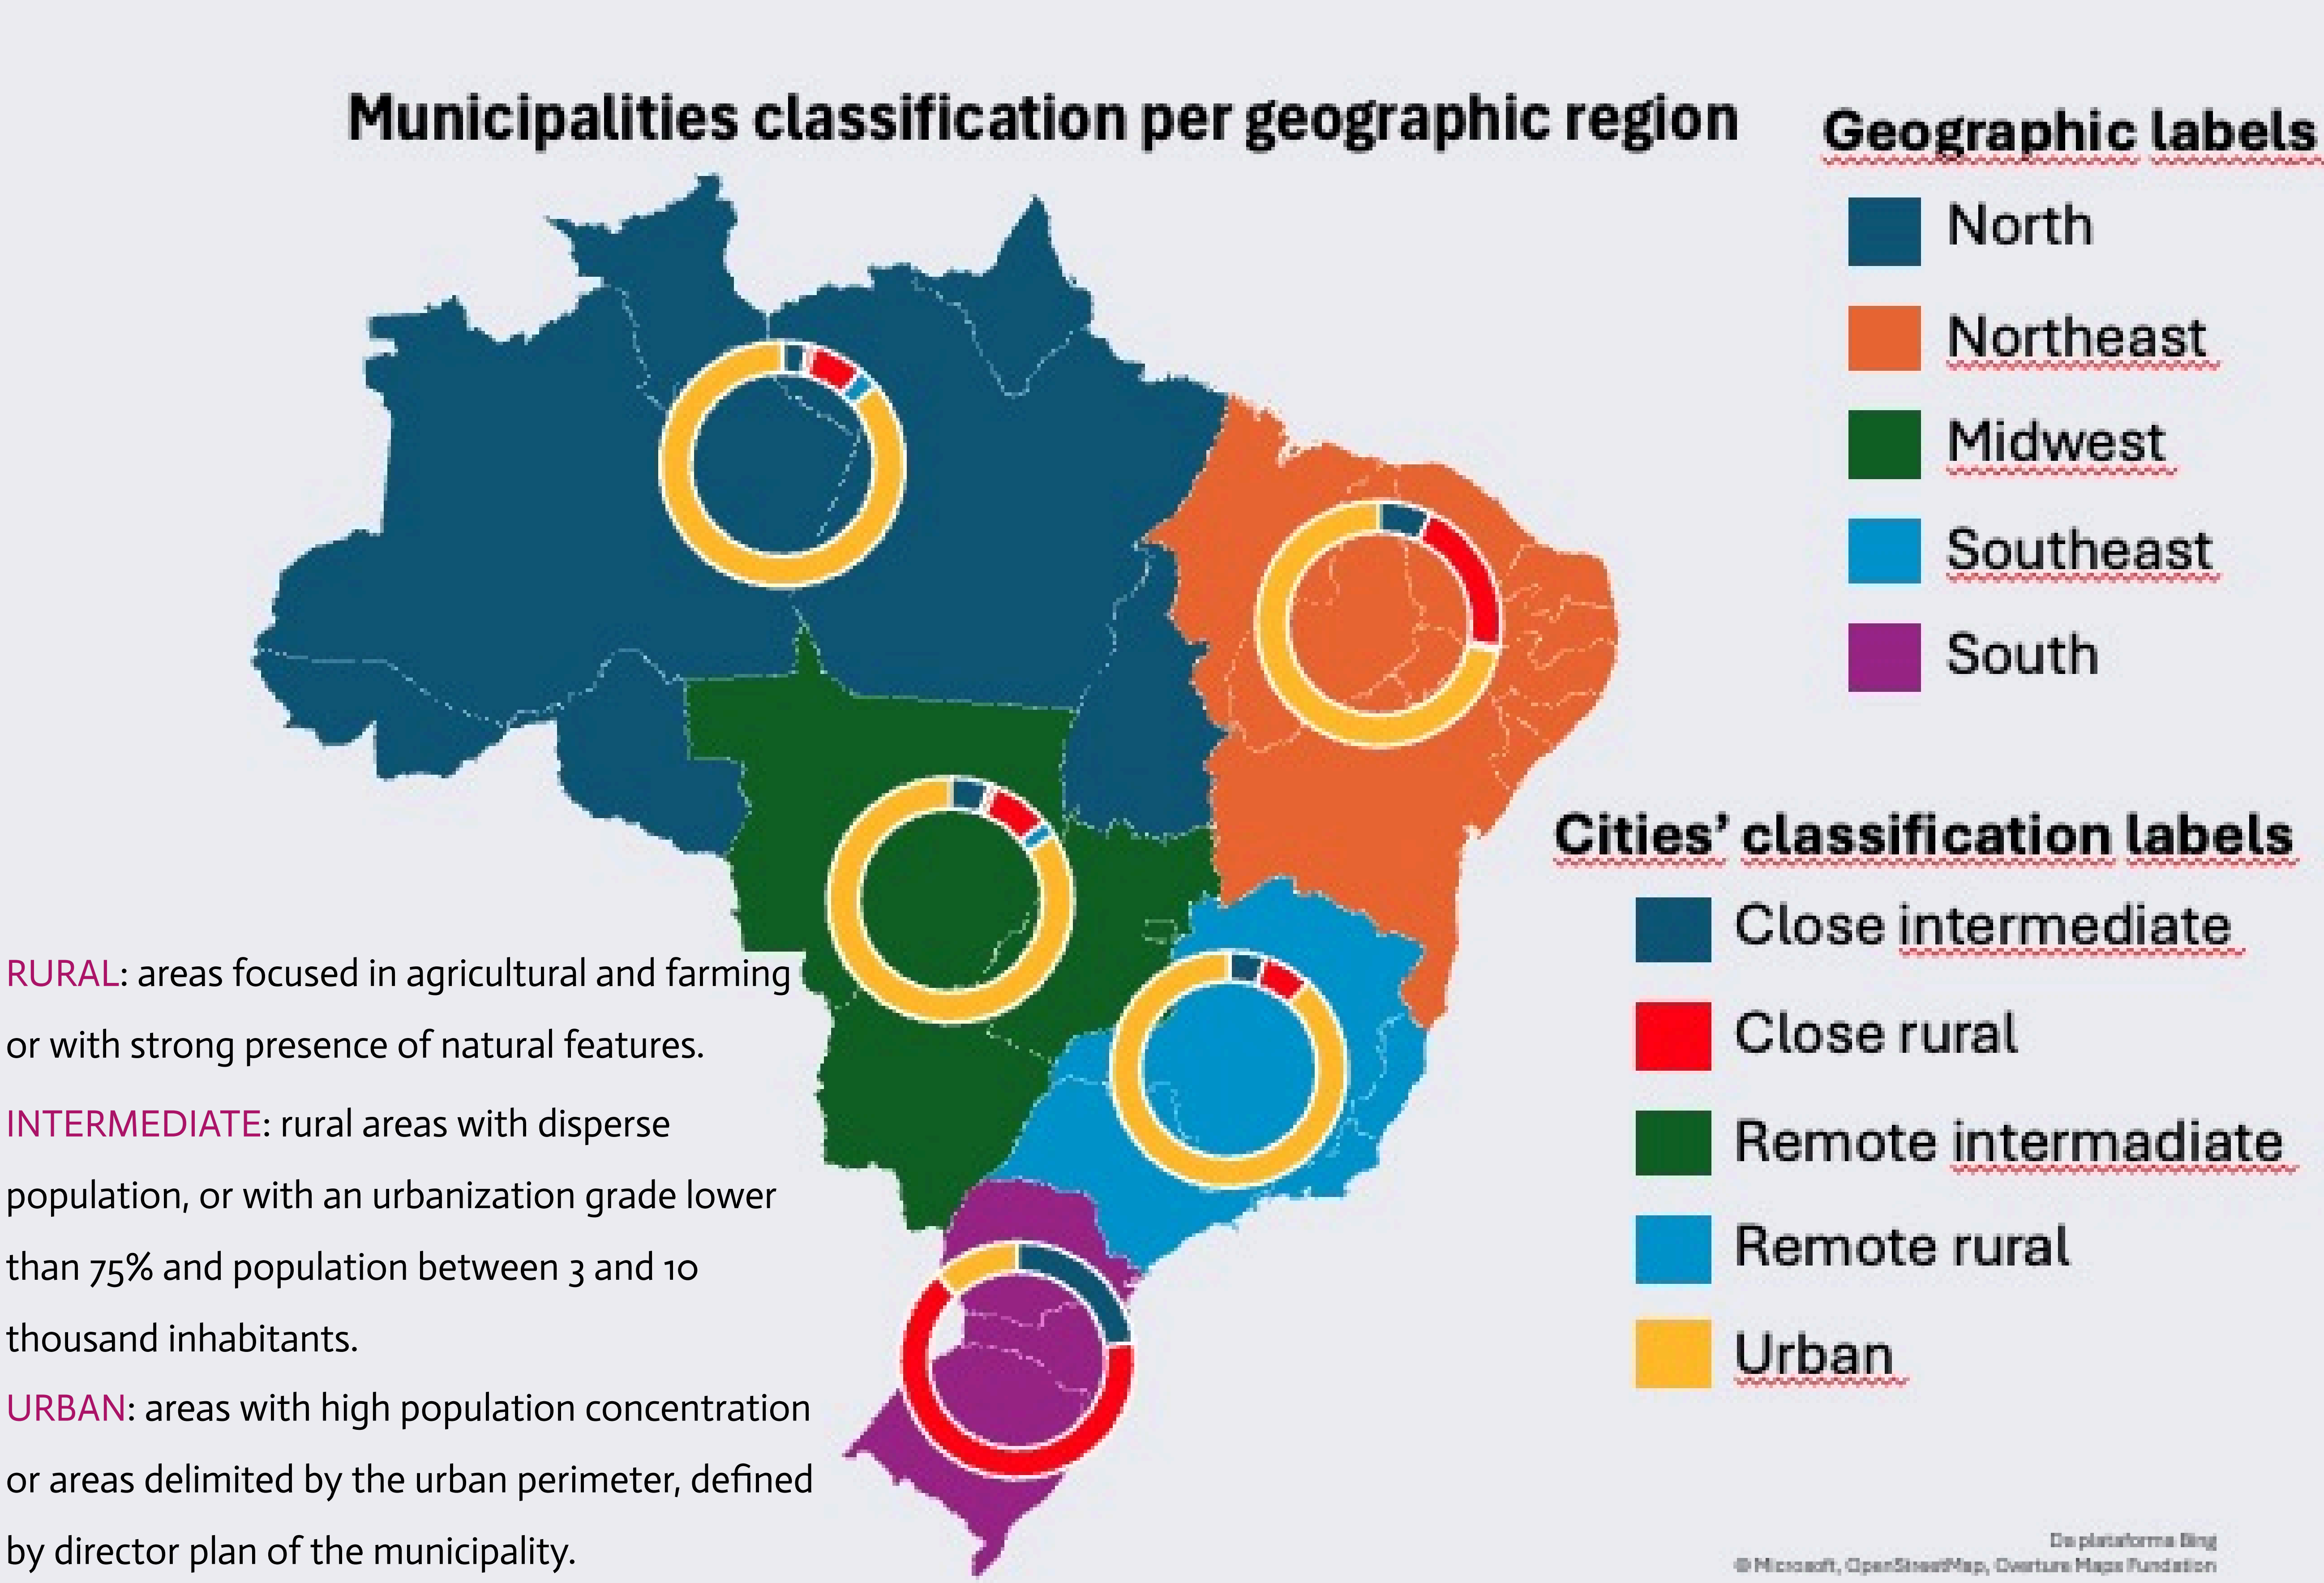 Municipalities classification per geographic region
Geographic labels
North
Northeast
Midwest
Southeast
South
Cities’ classification labels
Close intermediate
Close rural
Remote intermadiate
Remote rural
Urban
RURAL: areas focused in agricultural and farming
or with strong presence of natural features.
INTERMEDIATE: rural areas with disperse
population, or with an urbanization grade lower
than 75% and population between 3 and 10
thousand inhabitants.
URBAN: areas with high population concentration
or areas delimited by the urban perimeter, defined
by director plan of the municipality.
Da plataforma Bing
© Microsoft, OpenStreetMap, Overture Maps Fundation